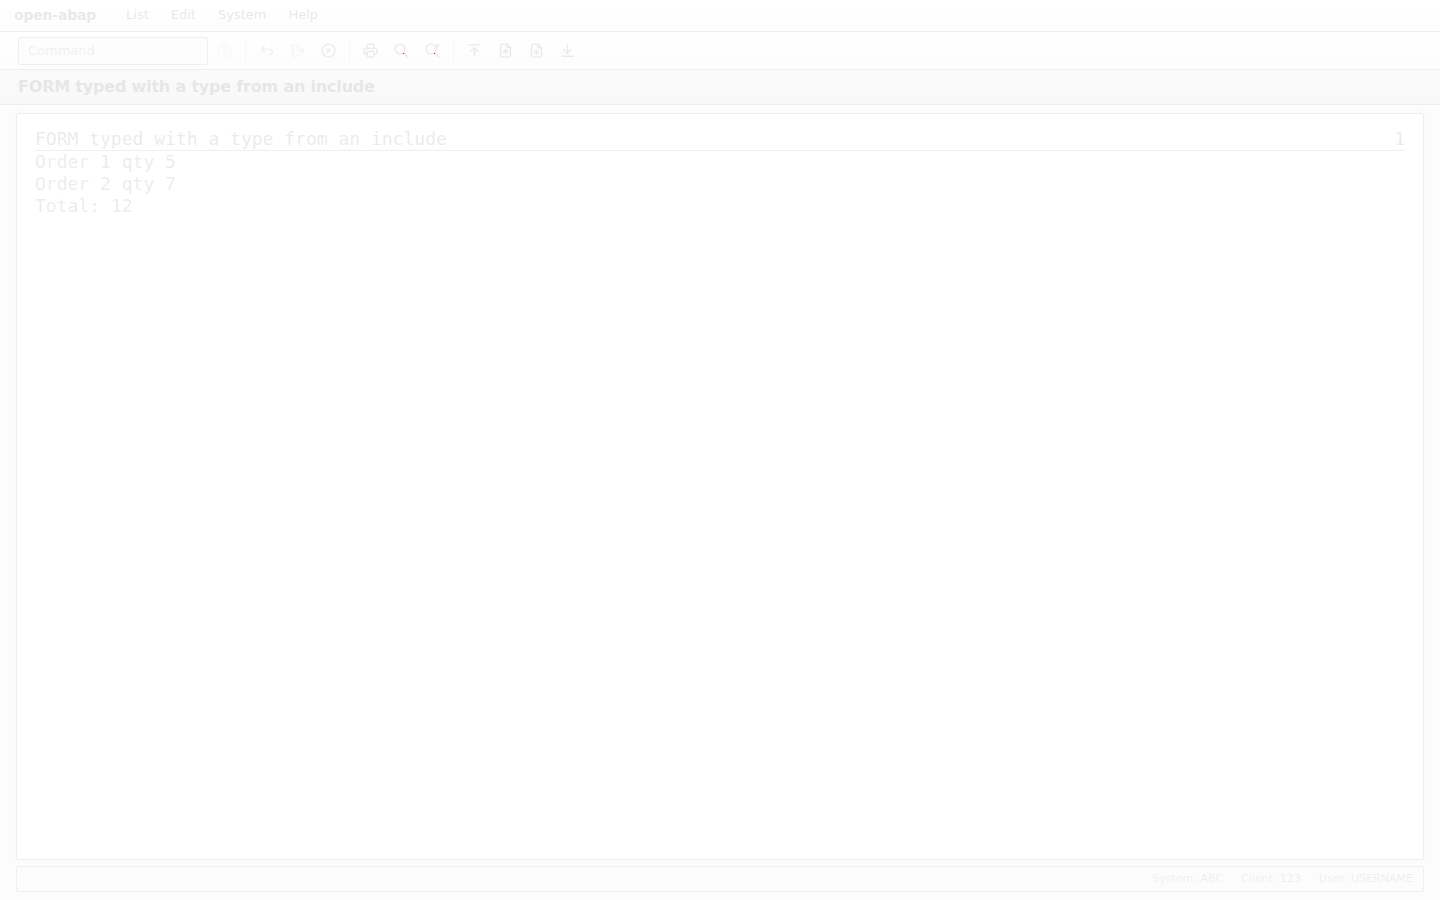 open-abap List Edit System Help
Command
FORM typed with a type from an include
FORM typed with a type from an include 1
Order 1 qty 5
Order 2 qty 7
Total: 12
System: ABC Client: 123 User: USERNAME